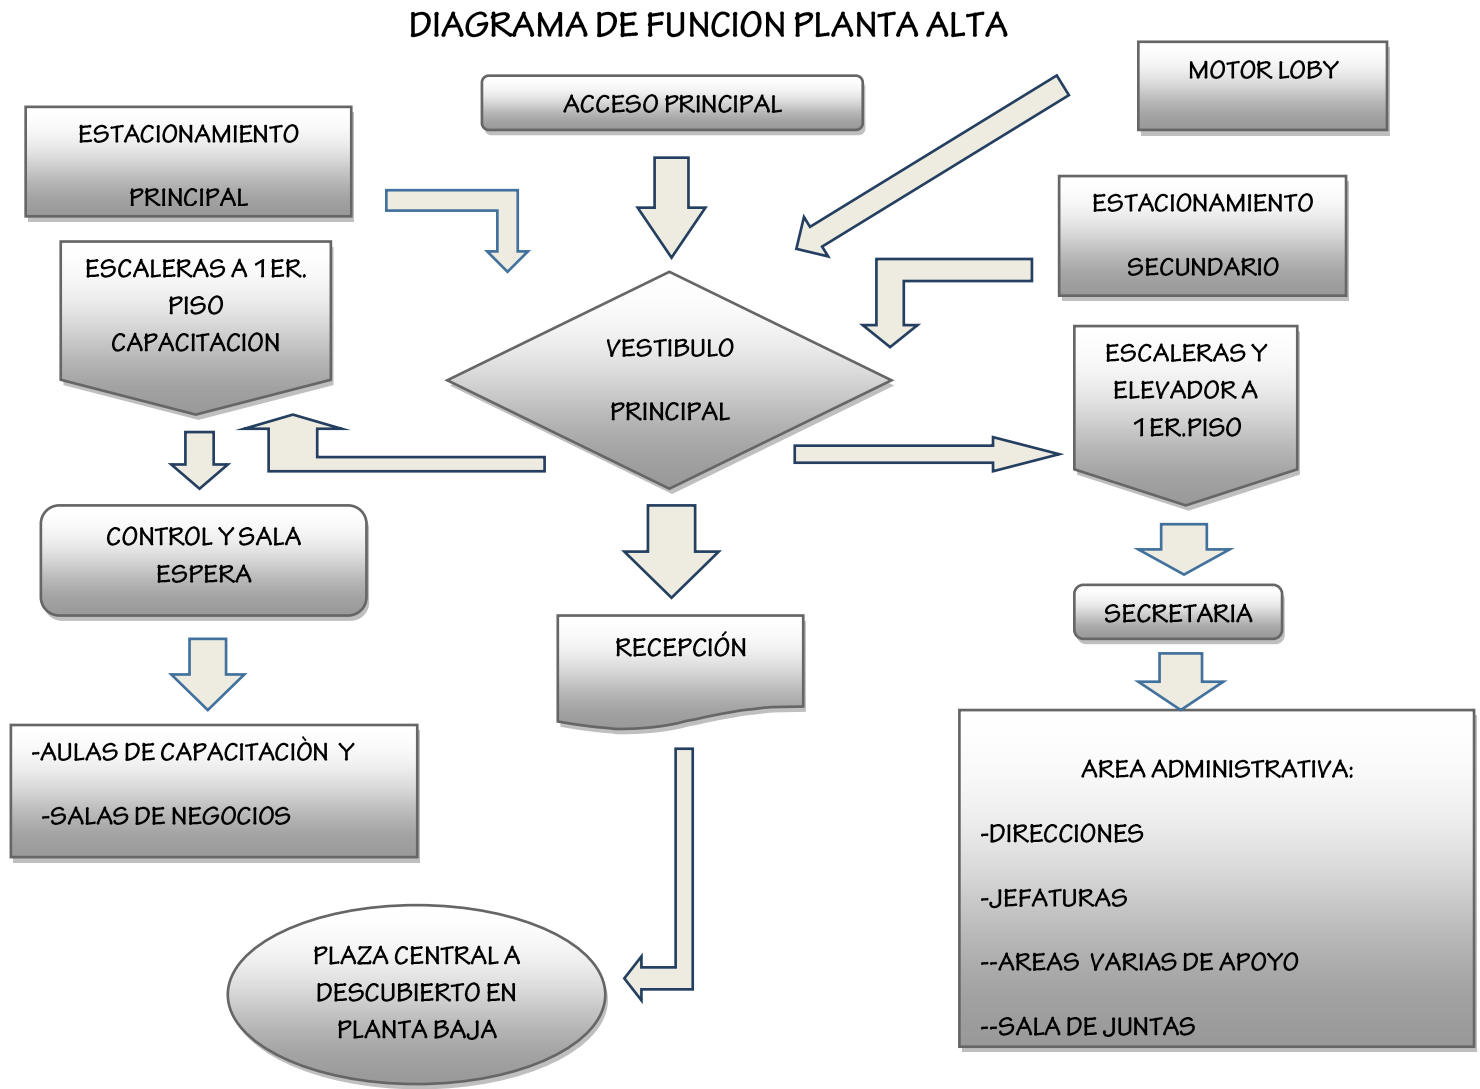 DIAGRAMA DE FUNCION PLANTA ALTA
MOTOR LOBY
ACCESO PRINCIPAL
ESTACIONAMIENTO
PRINCIPAL
ESTACIONAMIENTO
SECUNDARIO
ESCALERAS A 1ER.
PISO
CAPACITACION
VESTIBULO
PRINCIPAL
ESCALERAS Y
ELEVADOR A
1ER.PISO
CONTROL Y SALA
ESPERA
RECEPCIÓN
SECRETARIA
-AULAS DE CAPACITACIÒN Y
-SALAS DE NEGOCIOS
AREA ADMINISTRATIVA:
-DIRECCIONES
-JEFATURAS
--AREAS VARIAS DE APOYO
--SALA DE JUNTAS
PLAZA CENTRAL A
DESCUBIERTO EN
PLANTA BAJA